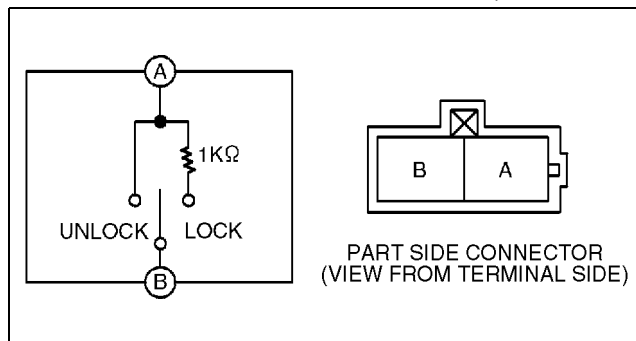 A
1KΩ
UNLOCK LOCK
B
B A
PART SIDE CONNECTOR
(VIEW FROM TERMINAL SIDE)